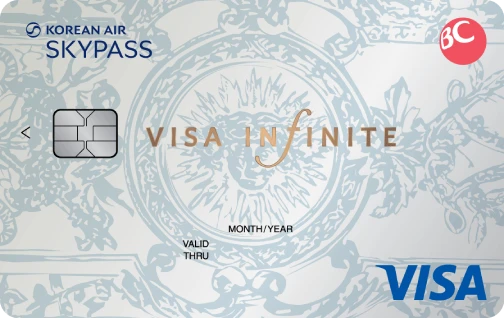 KOREAN AIR
SKYPASS
BC
VISA INFINITE
MONTH/YEAR
VALID
THRU
VISA